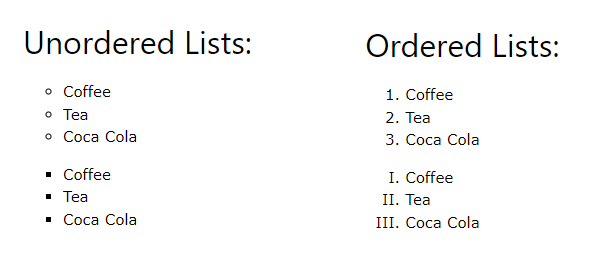 Unordered Lists:
○ Coffee
○ Tea
○ Coca Cola
▪ Coffee
▪ Tea
▪ Coca Cola
Ordered Lists:
1. Coffee
2. Tea
3. Coca Cola
I. Coffee
II. Tea
III. Coca Cola